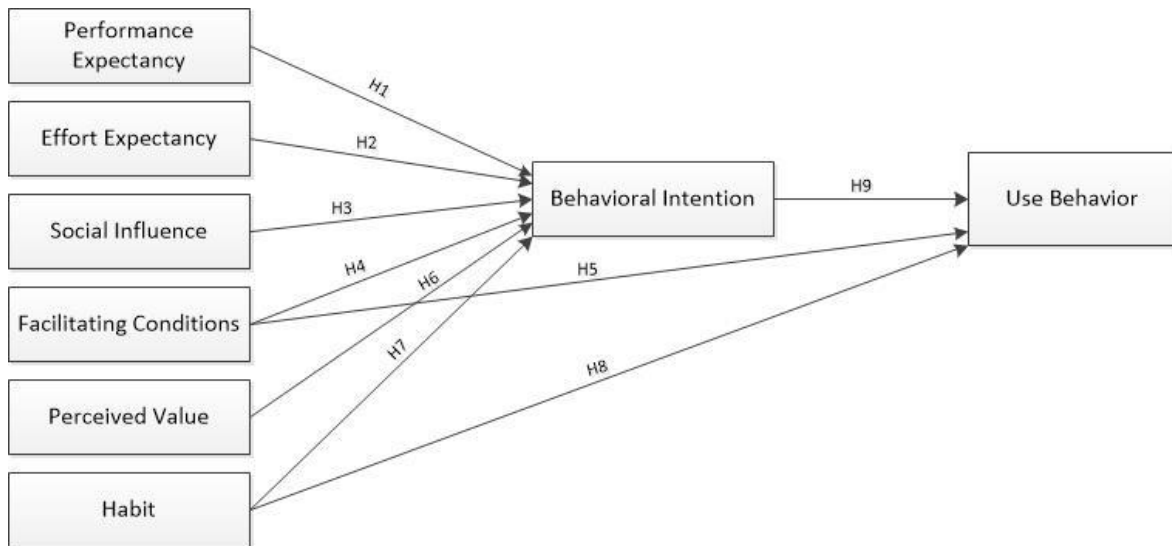 Performance
Expectancy
H1
Effort Expectancy
H2
Behavioral Intention
H9
Use Behavior
Social Influence
H3
Facilitating Conditions
H4
H6
H5
H7
H8
Perceived Value
Habit